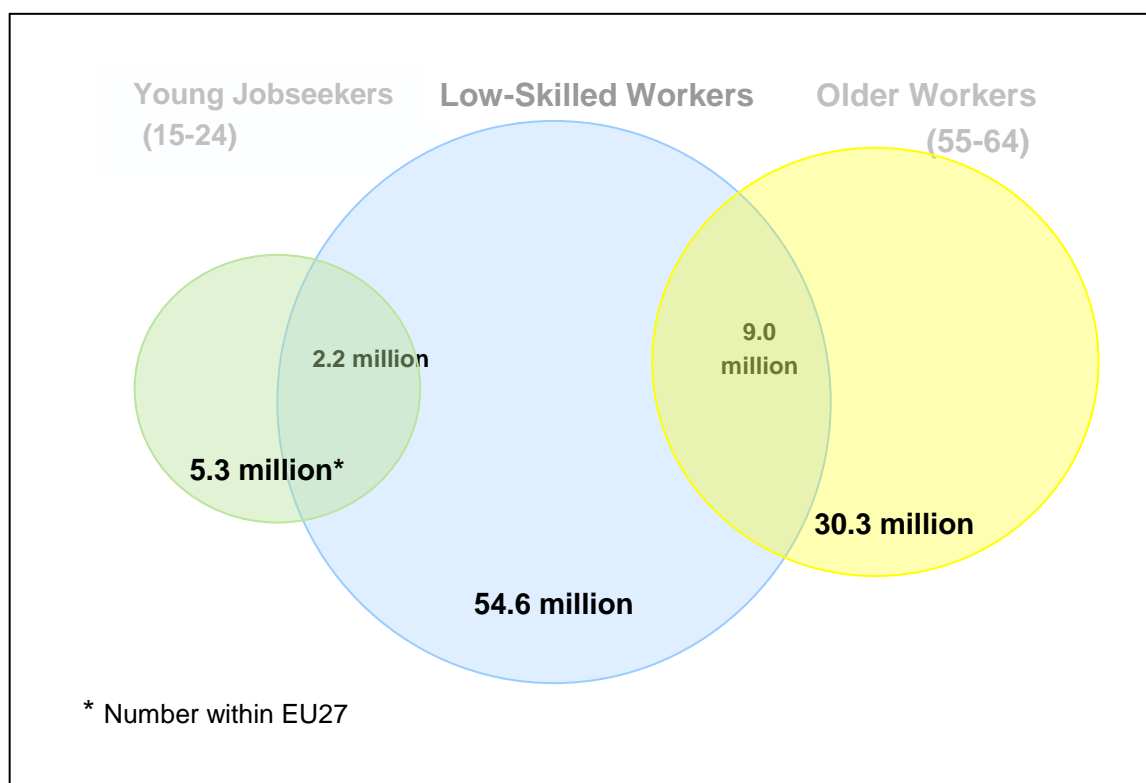 Young Jobseekers
(15-24)
Low-Skilled Workers
Older Workers
(55-64)
2.2 million
9.0
million
5.3 million*
30.3 million
54.6 million
* Number within EU27